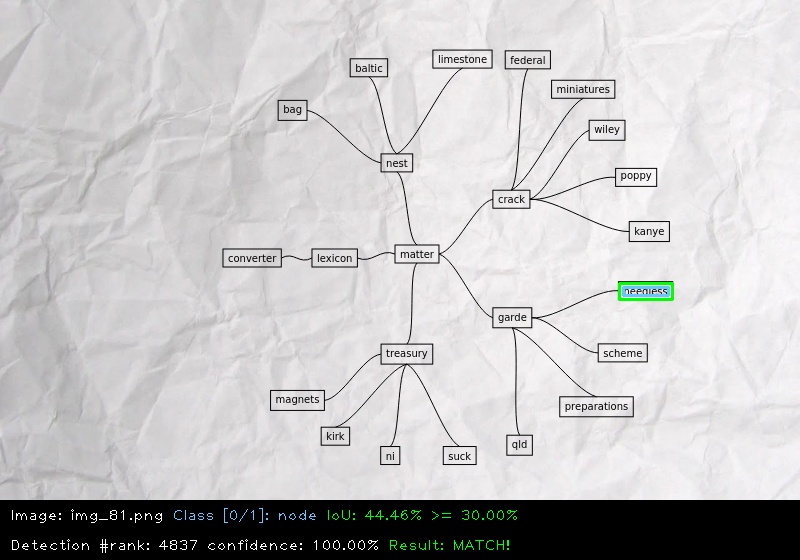 limestone
federal
baltic
miniatures
bag
wiley
nest
poppy
crack
kanye
converter
lexicon
matter
garde
treasury
scheme
magnets
preparations
kirk
qld
ni
suck
Image: img_81.png Class [0/1]: node IoU: 44.46% >= 30.00%
Detection #rank: 4837 confidence: 100.00% Result: MATCH!